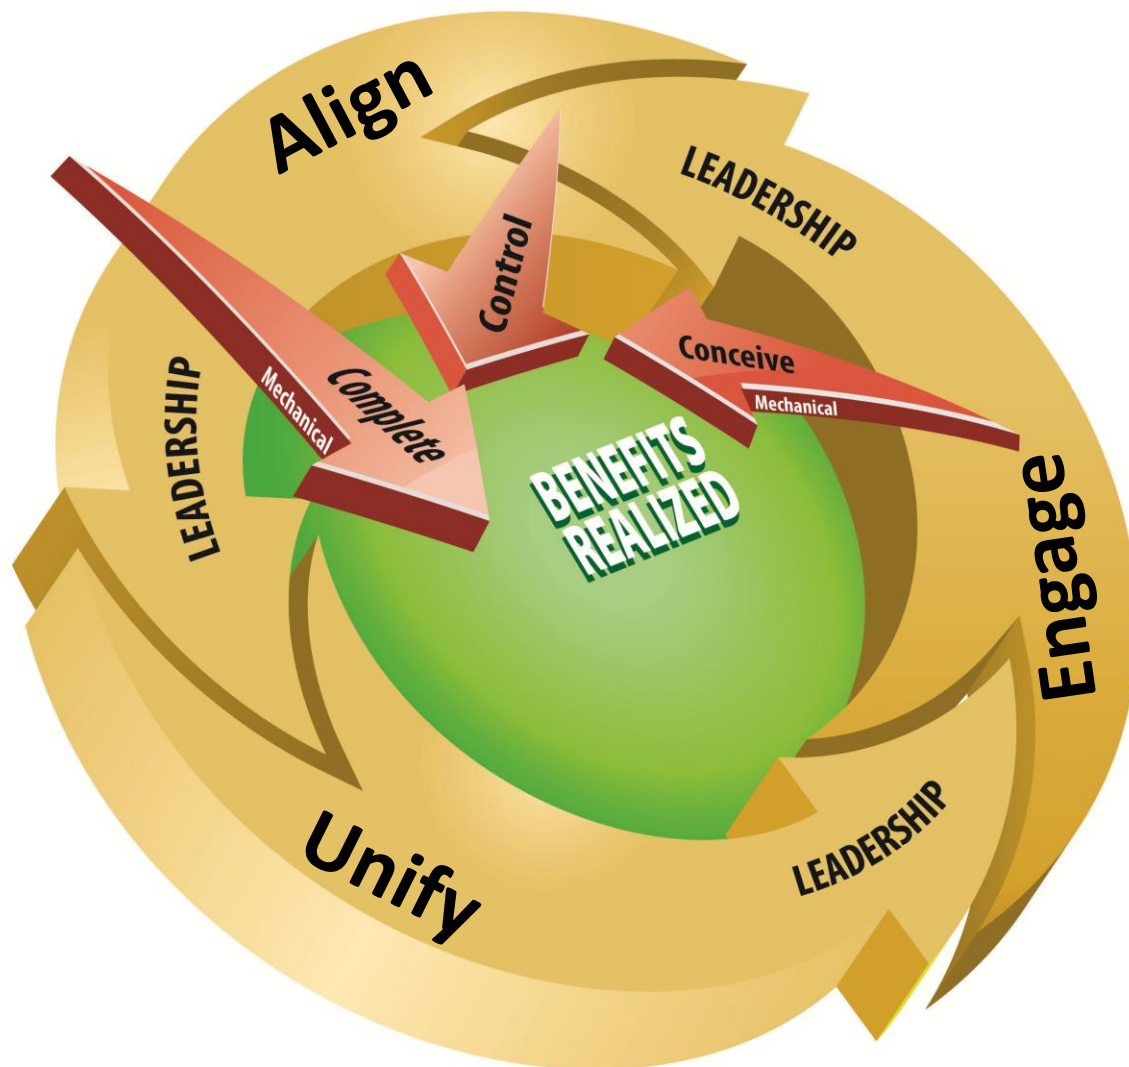 Align
LEADERSHIP
Control
Conceive
Mechanical
Complete
Mechanical
LEADERSHIP
BENEFITS
REALIZED
Engage
LEADERSHIP
Unify